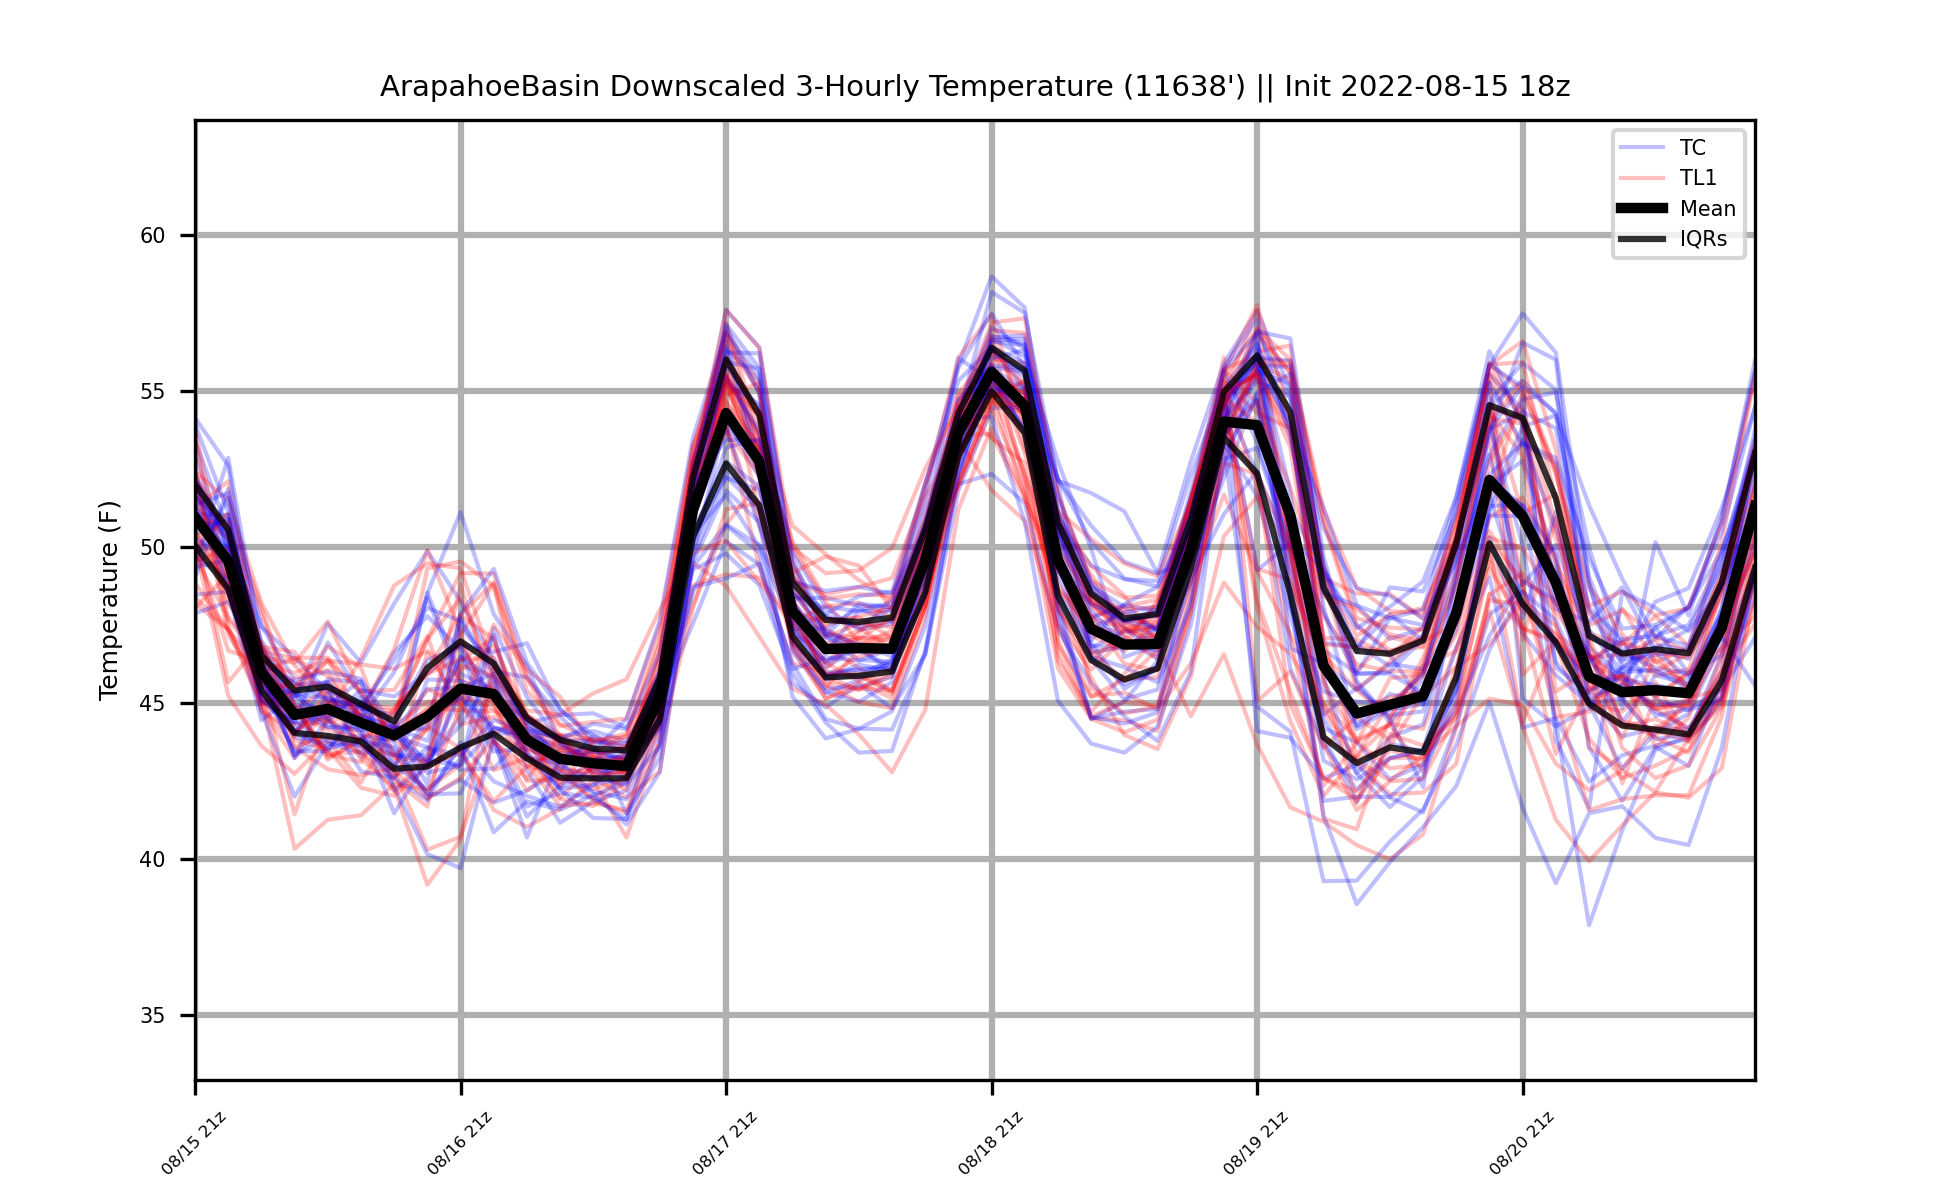 ArapahoeBasin Downscaled 3-Hourly Temperature (11638') || Init 2022-08-15 18z
TC
TL1
Mean
IQRs
Temperature (F)
60
55
50
45
40
35
08/15 21z
08/16 21z
08/17 21z
08/18 21z
08/19 21z
08/20 21z